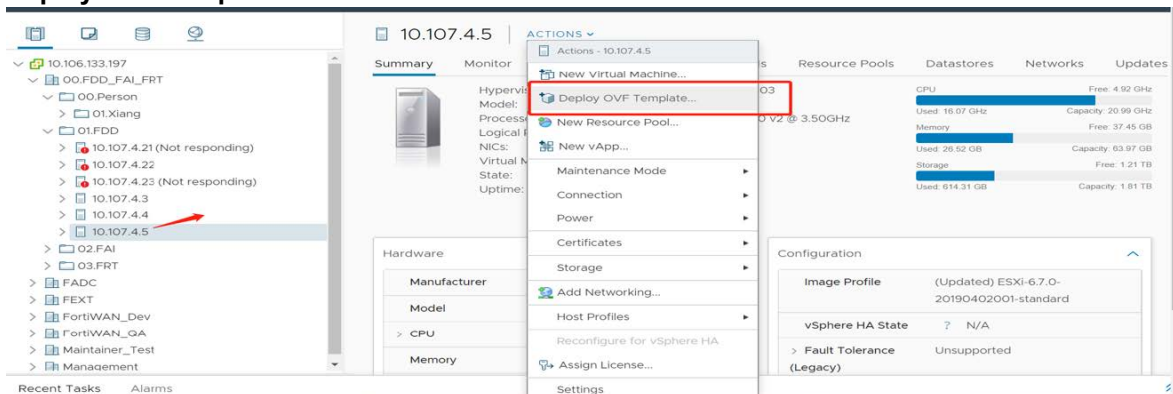 10.107.4.5 ACTIONS
Actions - 10.107.4.5
10.106.133.197
00.FDD_FAI_FRT
00.Person
01.Xiang
01.FDD
10.107.4.21 (Not responding)
10.107.4.22
10.107.4.23 (Not responding)
10.107.4.3
10.107.4.4
10.107.4.5
02.FAI
03.FRT
FADC
FEXT
FortiWAN_Dev
FortiWAN_QA
Maintainer_Test
Management
Summary Monitor Resource Pools Datastores Networks Updates
New Virtual Machine...
Deploy OVF Template...
New Resource Pool...
New vApp...
Maintenance Mode
Connection
Power
Certificates
Storage
Add Networking...
Host Profiles
Reconfigure for vSphere HA
Assign License...
Settings
Model:
NICs:
State:
Uptime:
V2 @ 3.50GHz
CPU Free: 4.92 GHz
Used: 16.07 GHz Capacity: 20.99 GHz
Memory Free: 37.45 GB
Used: 26.52 GB Capacity: 63.97 GB
Storage Free: 1.21 TB
Used: 614.31 GB Capacity: 1.81 TB
Hardware
Manufacturer
Model
CPU
Memory
Configuration
Image Profile (Updated) ESXi-6.7.0-
20190402001-standard
vSphere HA State ? N/A
Fault Tolerance Unsupported
(Legacy)
Recent Tasks Alarms